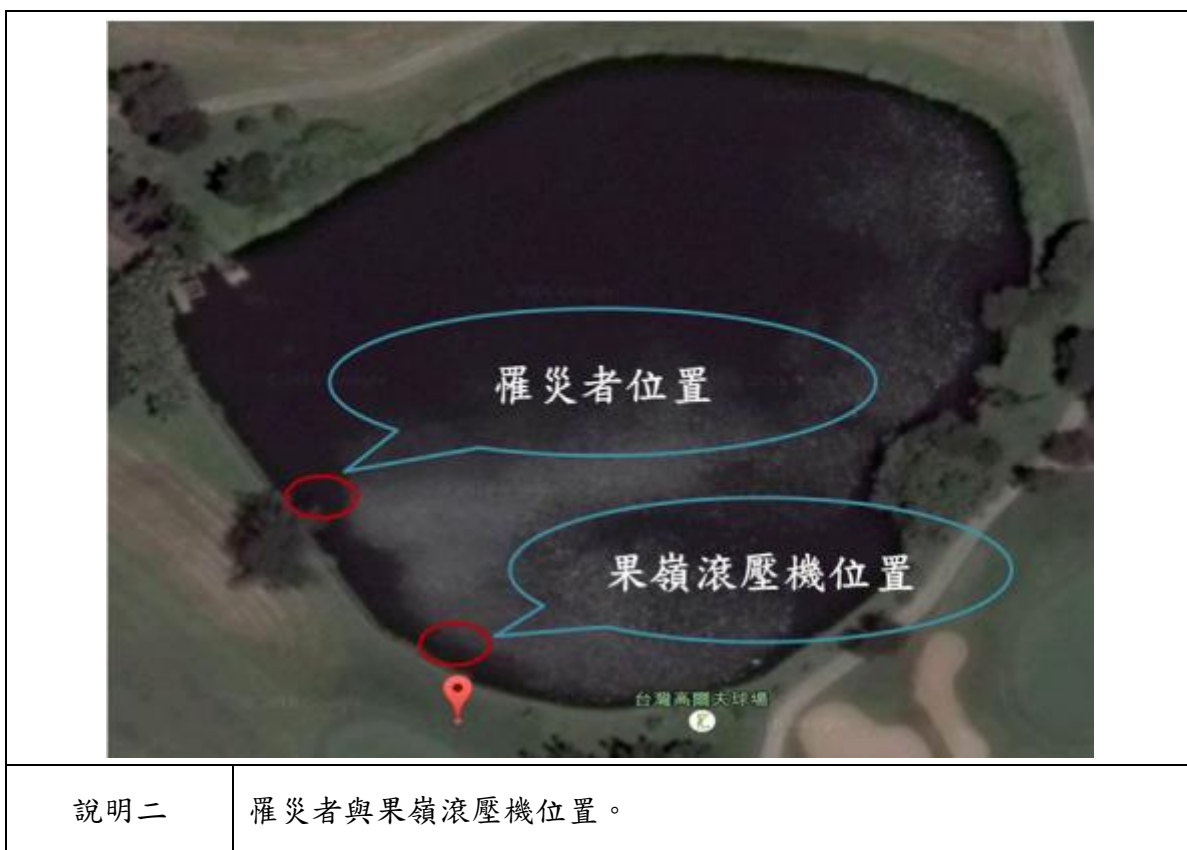 罹災者位置
果嶺滾壓機位置
台灣高爾夫球場
說明二
罹災者與果嶺滾壓機位置。